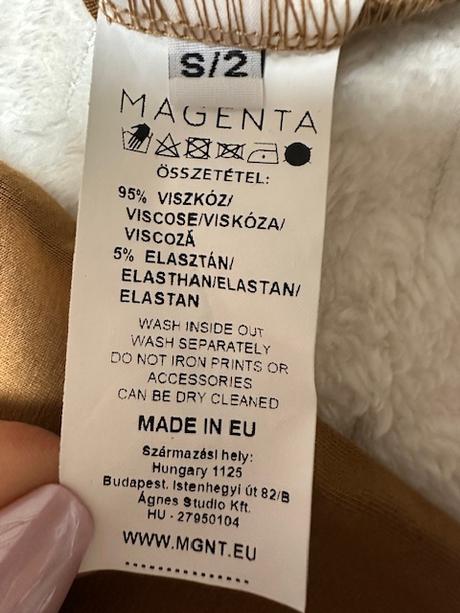 S/2
MAGENTA
ÖSSZETÉTEL:
95% VISZKÓZ/
VISCOSE/VISKÓZA/
VISCOZĂ
5% ELASZTÁN/
ELASTHAN/ELASTAN/
ELASTAN
WASH INSIDE OUT
WASH SEPARATELY
DO NOT IRON PRINTS OR
ACCESSORIES
CAN BE DRY CLEANED
MADE IN EU
Származási hely:
Hungary 1125
Budapest, Istenhegyi út 82/B
Ágnes Studio Kft.
HU - 27950104
WWW.MGNT.EU